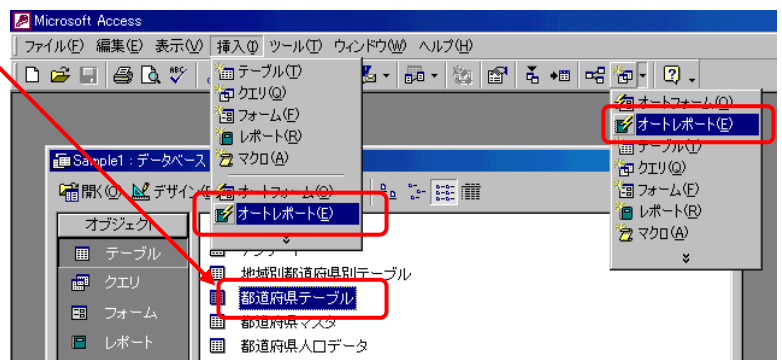 Microsoft Access
ファイル(F) 編集(E) 表示(V) 挿入(I) ツール(T) ウィンドウ(W) ヘルプ(H)
テーブル(T)
クエリ(Q)
フォーム(F)
レポート(R)
マクロ(A)
オートフォーム(O)
オートレポート(E)
オートフォーム(O)
オートレポート(E)
テーブル(T)
クエリ(Q)
フォーム(F)
レポート(R)
マクロ(A)
Sample1 : データベース
開く(O) デザイン(
オブジェクト
テーブル
クエリ
フォーム
レポート
地域別都道府県別テーブル
都道府県テーブル
都道府県マスタ
都道府県人口データ